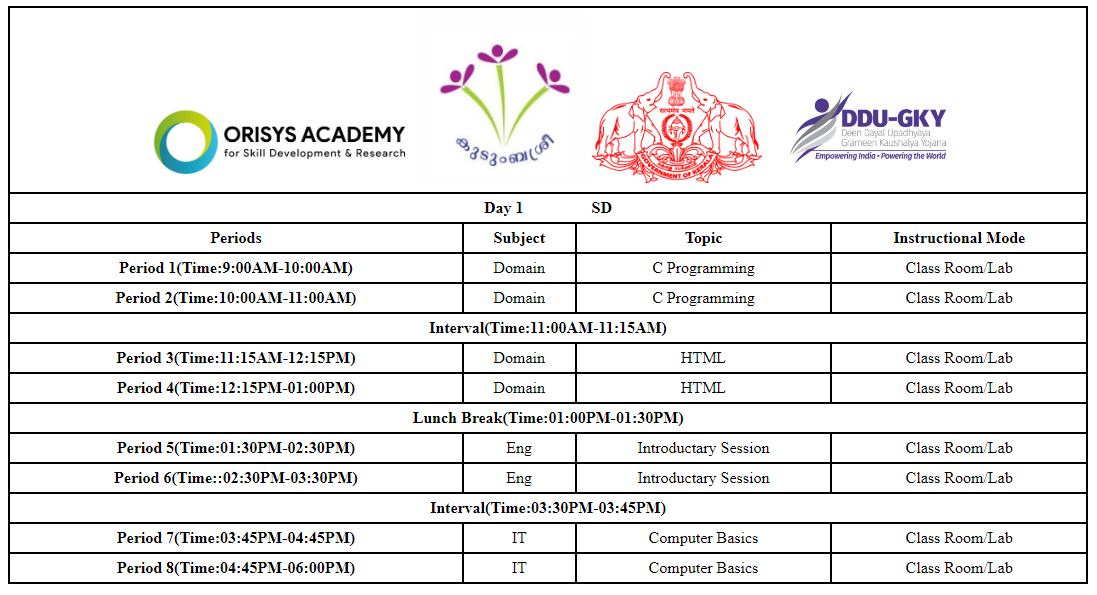 കുടുംബശ്രീ
ORISYS ACADEMY
for Skill Development & Research
सत्यमेव जयते
GOVERNMENT OF KERALA
DDU-GKY
Deen Dayal Upadhyaya
Grameen Kaushalya Yojana
Empowering India • Powering the World
Day 1 SD
Periods Subject Topic Instructional Mode
Period 1(Time:9:00AM-10:00AM) Domain C Programming Class Room/Lab
Period 2(Time:10:00AM-11:00AM) Domain C Programming Class Room/Lab
Interval(Time:11:00AM-11:15AM)
Period 3(Time:11:15AM-12:15PM) Domain HTML Class Room/Lab
Period 4(Time:12:15PM-01:00PM) Domain HTML Class Room/Lab
Lunch Break(Time:01:00PM-01:30PM)
Period 5(Time:01:30PM-02:30PM) Eng Introductary Session Class Room/Lab
Period 6(Time::02:30PM-03:30PM) Eng Introductary Session Class Room/Lab
Interval(Time:03:30PM-03:45PM)
Period 7(Time:03:45PM-04:45PM) IT Computer Basics Class Room/Lab
Period 8(Time:04:45PM-06:00PM) IT Computer Basics Class Room/Lab